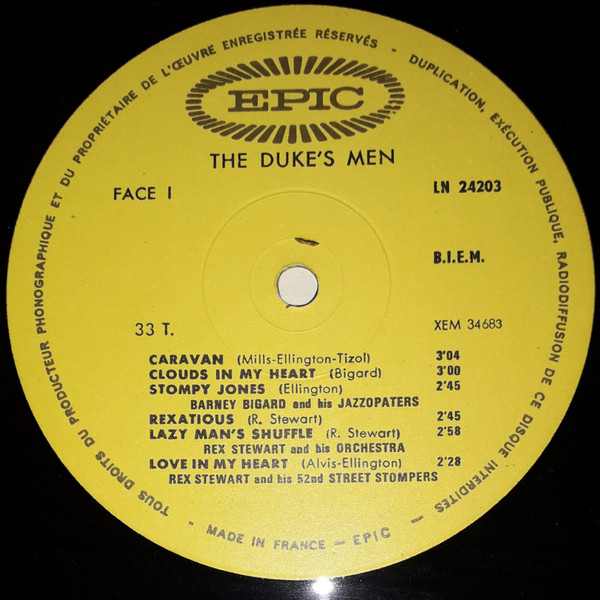 TOUS DROITS DU PRODUCTEUR PHONOGRAPHIQUE ET DU PROPRIÉTAIRE DE L'ŒUVRE ENREGISTRÉE RÉSERVÉS - DUPLICATION, EXÉCUTION PUBLIQUE, RADIODIFFUSION DE CE DISQUE INTERDITES
EPIC
THE DUKE'S MEN
FACE I LN 24203
B.I.E.M.
33 T. XEM 34683
CARAVAN (Mills-Ellington-Tizol) 3'04
CLOUDS IN MY HEART (Bigard) 3'00
STOMPY JONES (Ellington) 2'45
BARNEY BIGARD and his JAZZOPATERS
REXATIOUS (R. Stewart) 2'45
LAZY MAN'S SHUFFLE (R. Stewart) 2'58
REX STEWART and his ORCHESTRA
LOVE IN MY HEART (Alvis-Ellington) 2'28
REX STEWART and his 52nd STREET STOMPERS
- MADE IN FRANCE — EPIC —